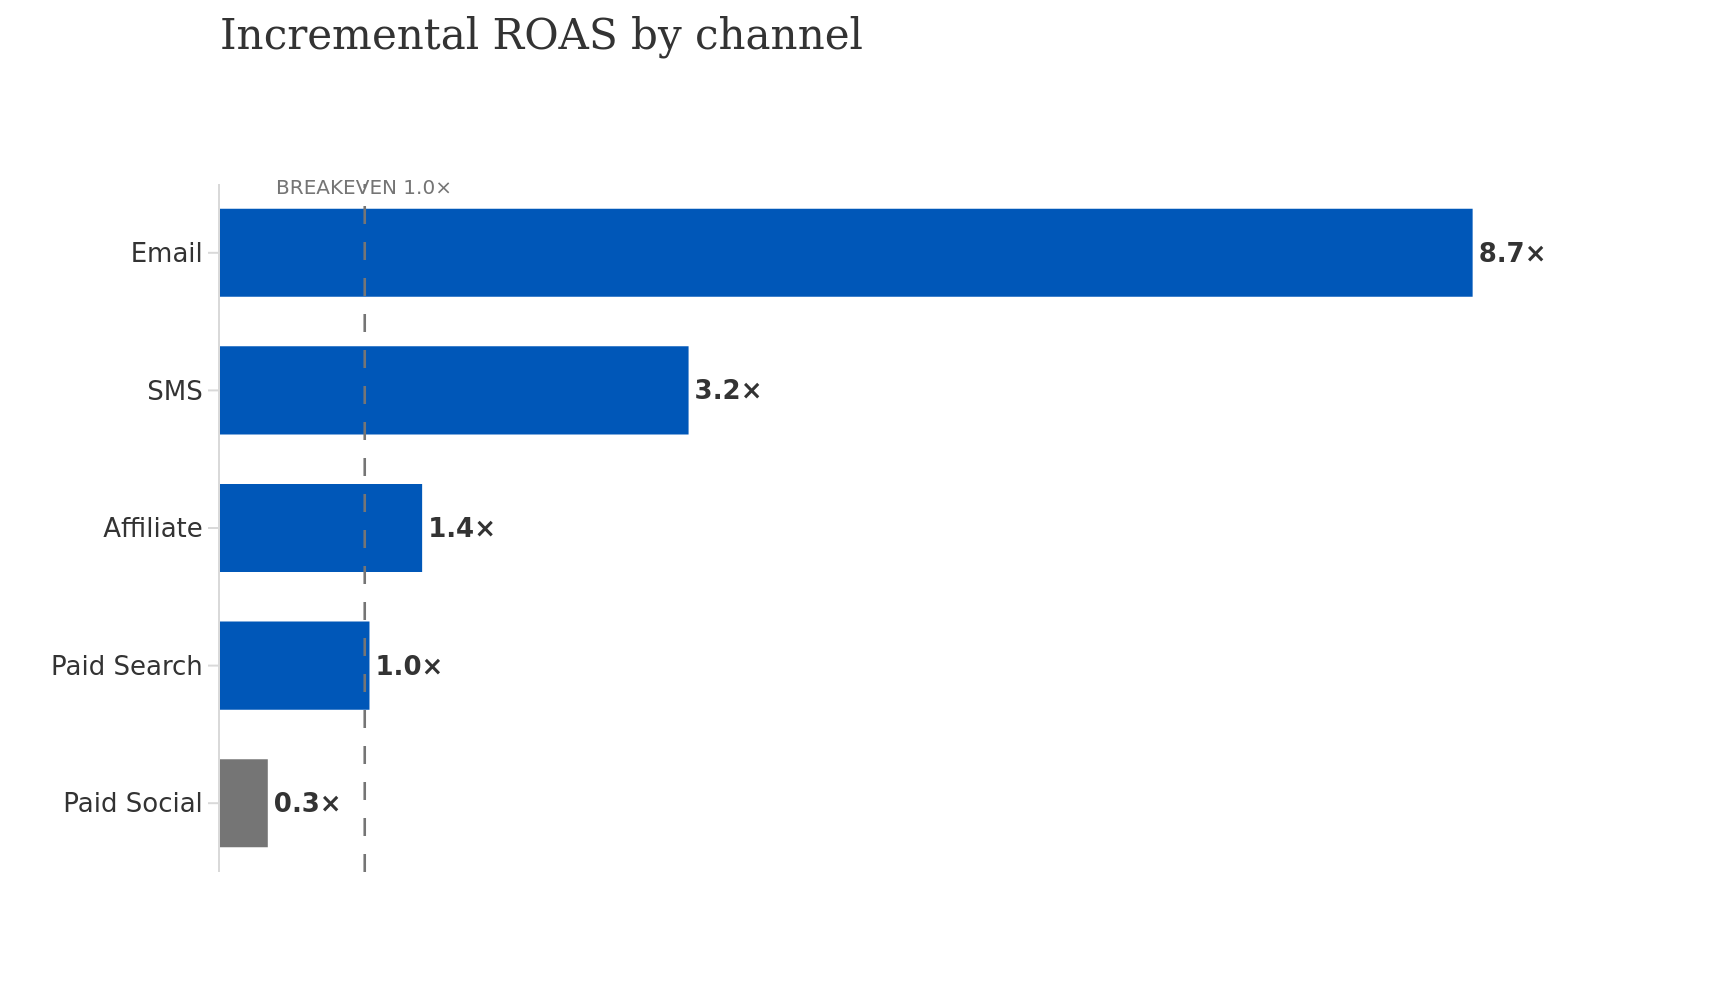 Incremental ROAS by channel
BREAKEVEN 1.0×
Email 8.7×
SMS 3.2×
Affiliate 1.4×
Paid Search 1.0×
Paid Social 0.3×